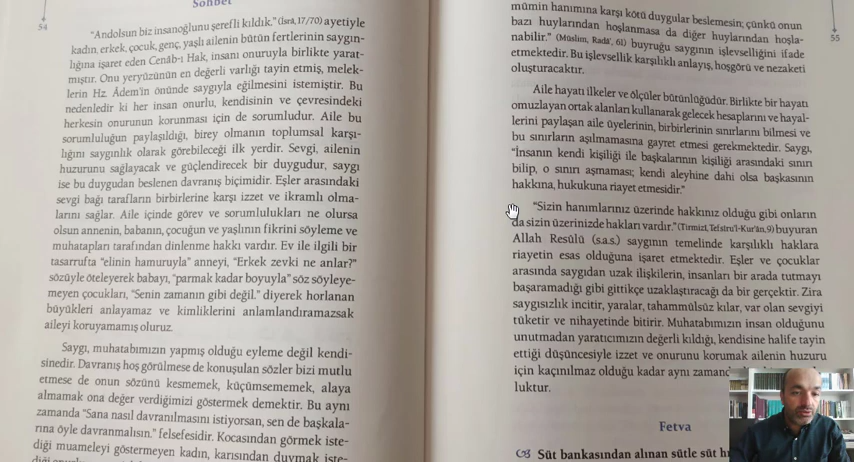 Sohbet
54
"Andolsun biz insanoğlunu şerefli kıldık." (İsrâ, 17/70) ayetiyle
kadın, erkek, çocuk, genç, yaşlı ailenin bütün fertlerinin saygın-
lığına işaret eden Cenâb-ı Hak, insanı onuruyla birlikte yarat-
mıştır. Onu yeryüzünün en değerli varlığı tayin etmiş, melek-
lerin Hz. Âdem'in önünde saygıyla eğilmesini istemiştir. Bu
nedenledir ki her insan onurlu, kendisinin ve çevresindeki
herkesin onurunun korunması için de sorumludur. Aile bu
sorumluluğun paylaşıldığı, birey olmanın toplumsal karşı-
lığını saygınlık olarak görebileceği ilk yerdir. Sevgi, ailenin
huzurunu sağlayacak ve güçlendirecek bir duygudur, saygı
ise bu duygudan beslenen davranış biçimidir. Eşler arasındaki
sevgi bağı tarafların birbirlerine karşı izzet ve ikramlı olma-
larını sağlar. Aile içinde görev ve sorumlulukları ne olursa
olsun annenin, babanın, çocuğun ve yaşlının fikrini söyleme ve
muhatapları tarafından dinlenme hakkı vardır. Ev ile ilgili bir
tasarrufta "elinin hamuruyla" anneyi, "Erkek zevki ne anlar?"
sözüyle öteleyerek babayı, "parmak kadar boyuyla" söz söyleye-
meyen çocukları, "Senin zamanın gibi değil." diyerek horlanan
büyükleri anlayamaz ve kimliklerini anlamlandıramazsak
aileyi koruyamamış oluruz.
Saygı, muhatabımızın yapmış olduğu eyleme değil kendi-
sinedir. Davranış hoş görülmese de konuşulan sözler bizi mutlu
etmese de onun sözünü kesmemek, küçümsememek, alaya
almamak ona değer verdiğimizi göstermek demektir. Bu aynı
zamanda "Sana nasıl davranılmasını istiyorsan, sen de başkala-
rına öyle davranmalısın." felsefesidir. Kocasından görmek iste-
diği muameleyi göstermeyen kadın, karısından duymak iste-
mümin hanımına karşı kötü duygular beslemesin; çünkü onun
bazı huylarından hoşlanmasa da diğer huylarından hoşla-
nabilir." (Müslim, Radâ', 61) buyruğu saygının işlevselliğini ifade
etmektedir. Bu işlevsellik karşılıklı anlayış, hoşgörü ve nezaketi
oluşturacaktır.
55
Aile hayatı ilkeler ve ölçüler bütünlüğüdür. Birlikte bir hayatı
omuzlayan ortak alanları kullanarak gelecek hesaplarını ve hayal-
lerini paylaşan aile üyelerinin, birbirlerinin sınırlarını bilmesi ve
bu sınırların aşılmamasına gayret etmesi gerekmektedir. Saygı,
"İnsanın kendi kişiliği ile başkalarının kişiliği arasındaki sınırı
bilip, o sınırı aşmaması; kendi aleyhine dahi olsa başkasının
hakkına, hukukuna riayet etmesidir."
"Sizin hanımlarınız üzerinde hakkınız olduğu gibi onların
da sizin üzerinizde hakları vardır." (Tirmizî, Tefsîru'l-Kur'ân, 9) buyuran
Allah Resûlü (s.a.s.) saygının temelinde karşılıklı haklara
riayetin esas olduğuna işaret etmektedir. Eşler ve çocuklar
arasında saygıdan uzak ilişkilerin, insanları bir arada tutmayı
başaramadığı gibi gittikçe uzaklaştıracağı da bir gerçektir. Zira
saygısızlık incitir, yaralar, tahammülsüz kılar, var olan sevgiyi
tüketir ve nihayetinde bitirir. Muhatabımızın insan olduğunu
unutmadan yaratıcımızın değerli kıldığı, kendisine halife tayin
ettiği düşüncesiyle izzet ve onurunu korumak ailenin huzuru
için kaçınılmaz olduğu kadar aynı zamanda
luktur.
Fetva
Süt bankasından alınan sütle süt